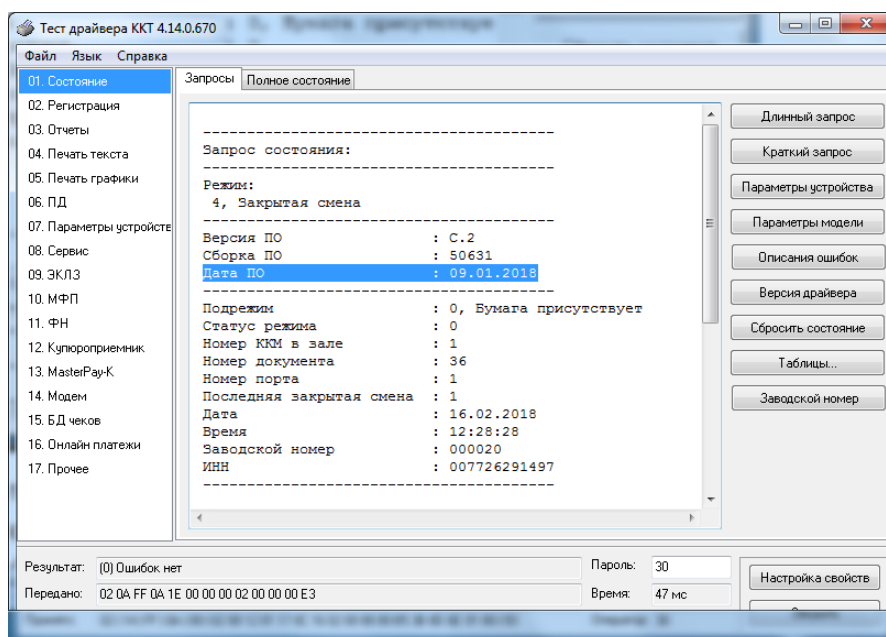 Тест драйвера ККТ 4.14.0.670
Файл Язык Справка
01. Состояние
02. Регистрация
03. Отчеты
04. Печать текста
05. Печать графики
06. ПД
07. Параметры устройств
08. Сервис
09. ЭКЛЗ
10. МФП
11. ФН
12. Купюроприемник
13. MasterPay-K
14. Модем
15. БД чеков
16. Онлайн платежи
17. Прочее
Запросы Полное состояние
----------------------------------------
Запрос состояния:
----------------------------------------
Режим:
4, Закрытая смена
----------------------------------------
Версия ПО : C.2
Сборка ПО : 50631
Дата ПО : 09.01.2018
----------------------------------------
Подрежим : 0, Бумага присутствует
Статус режима : 0
Номер ККМ в зале : 1
Номер документа : 36
Номер порта : 1
Последняя закрытая смена : 1
Дата : 16.02.2018
Время : 12:28:28
Заводской номер : 000020
ИНН : 007726291497
----------------------------------------
Длинный запрос
Краткий запрос
Параметры устройства
Параметры модели
Описания ошибок
Версия драйвера
Сбросить состояние
Таблицы...
Заводской номер
Результат: (0) Ошибок нет
Пароль: 30
Передано: 02 0A FF 0A 1E 00 00 00 02 00 00 00 E3
Время: 47 мс
Настройка свойств